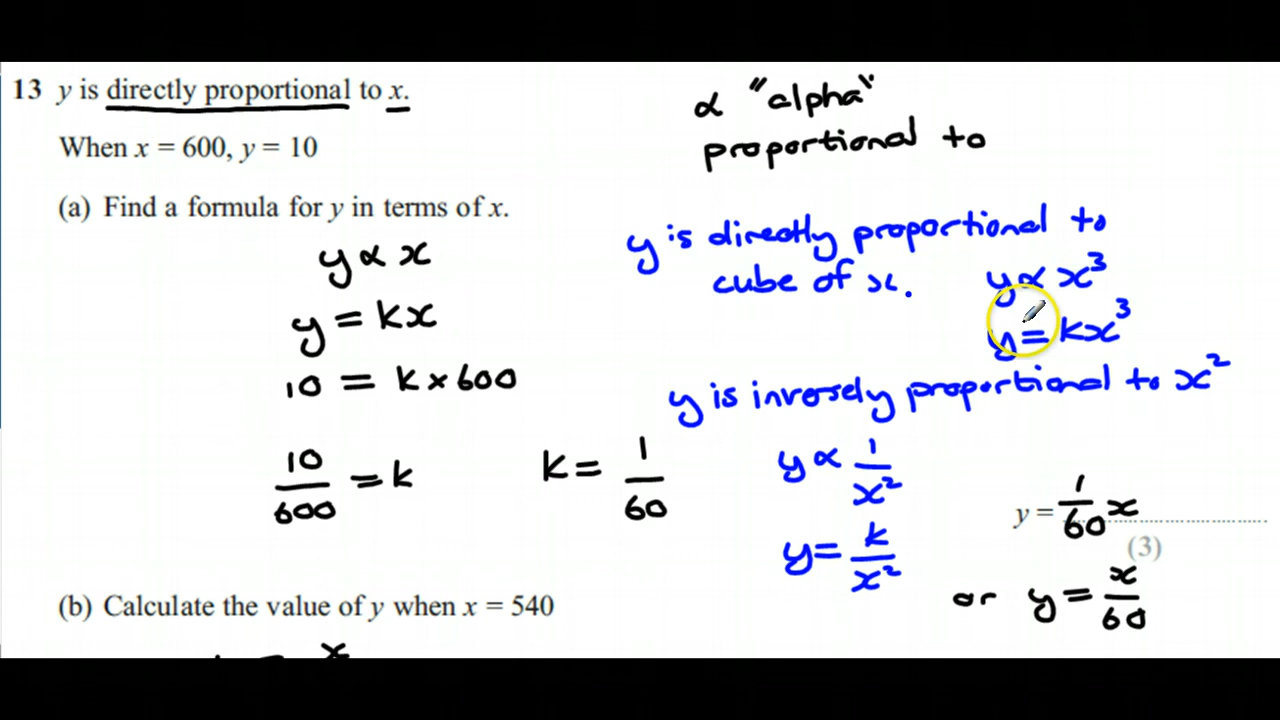 13 y is directly proportional to x.
When x = 600, y = 10
(a) Find a formula for y in terms of x.
y ∝ x
y = kx
10 = k × 600
10/600 = k
k = 1/60
∝ "alpha"
proportional to
y is directly proportional to
cube of x.
y ∝ x³
y = kx³
y is inversely proportional to x²
y ∝ 1/x²
y = k/x²
y = 1/60 x
(3)
or y = x/60
(b) Calculate the value of y when x = 540